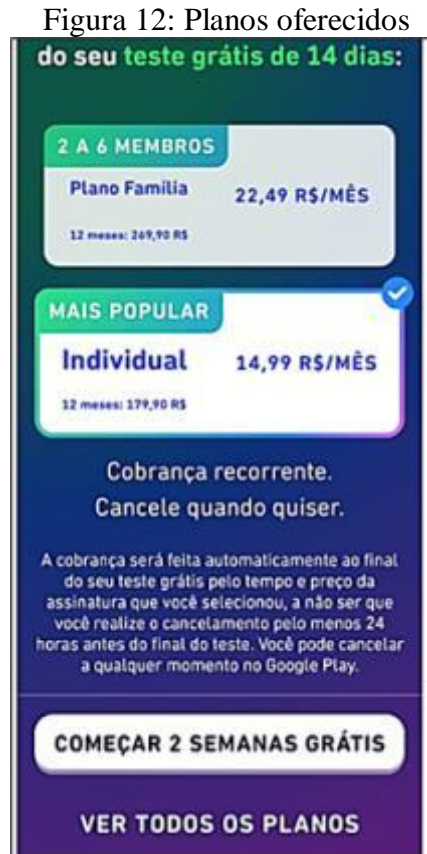 Figura 12: Planos oferecidos
do seu teste grátis de 14 dias:
2 A 6 MEMBROS
Plano Família
22,49 R$/MÊS
12 meses: 269,90 R$
MAIS POPULAR
Individual
14,99 R$/MÊS
12 meses: 179,90 R$
Cobrança recorrente.
Cancele quando quiser.
A cobrança será feita automaticamente ao final
do seu teste grátis pelo tempo e preço da
assinatura que você selecionou, a não ser que
você realize o cancelamento pelo menos 24
horas antes do final do teste. Você pode cancelar
a qualquer momento no Google Play.
COMEÇAR 2 SEMANAS GRÁTIS
VER TODOS OS PLANOS